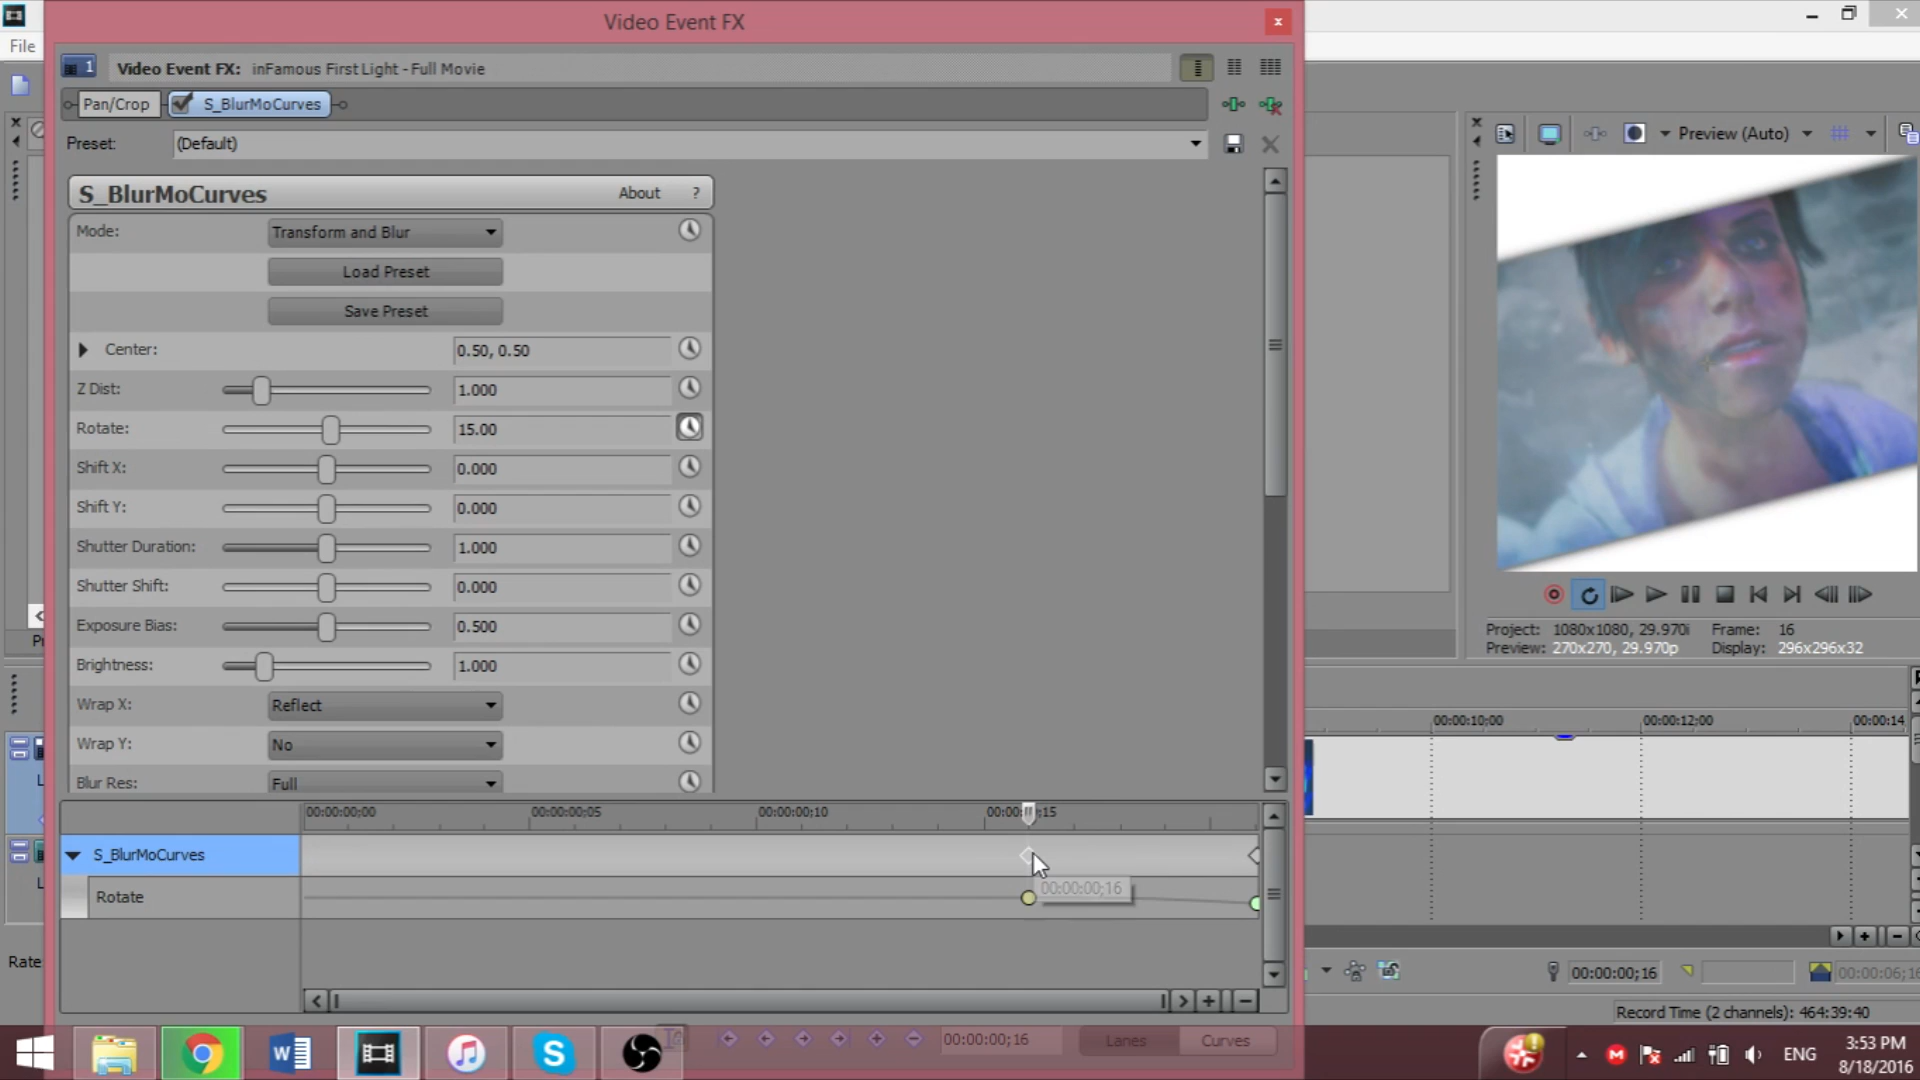 Video Event FX
x
File
1
Video Event FX: inFamous First Light - Full Movie
Pan/Crop
S_BlurMoCurves
Preset:
(Default)
Preview (Auto)
S_BlurMoCurves
About
?
Mode:
Transform and Blur
Load Preset
Save Preset
Center:
0.50, 0.50
Z Dist:
1.000
Rotate:
15.00
Shift X:
0.000
Shift Y:
0.000
Shutter Duration:
1.000
Shutter Shift:
0.000
Exposure Bias:
0.500
Brightness:
1.000
Wrap X:
Reflect
Wrap Y:
No
Blur Res:
Full
Project: 1080x1080, 29.970i
Frame: 16
Preview: 270x270, 29.970p
Display: 296x296x32
00:00:10;00
00:00:12;00
00:00:14
00:00:00;00
00:00:00;05
00:00:00;10
00:00:
;15
S_BlurMoCurves
00:00:00;16
Rotate
Rate
00:00:00;16
00:00:06;16
Record Time (2 channels): 464:39:40
00:00:00;16
Lanes
Curves
ENG
3:53 PM
8/18/2016